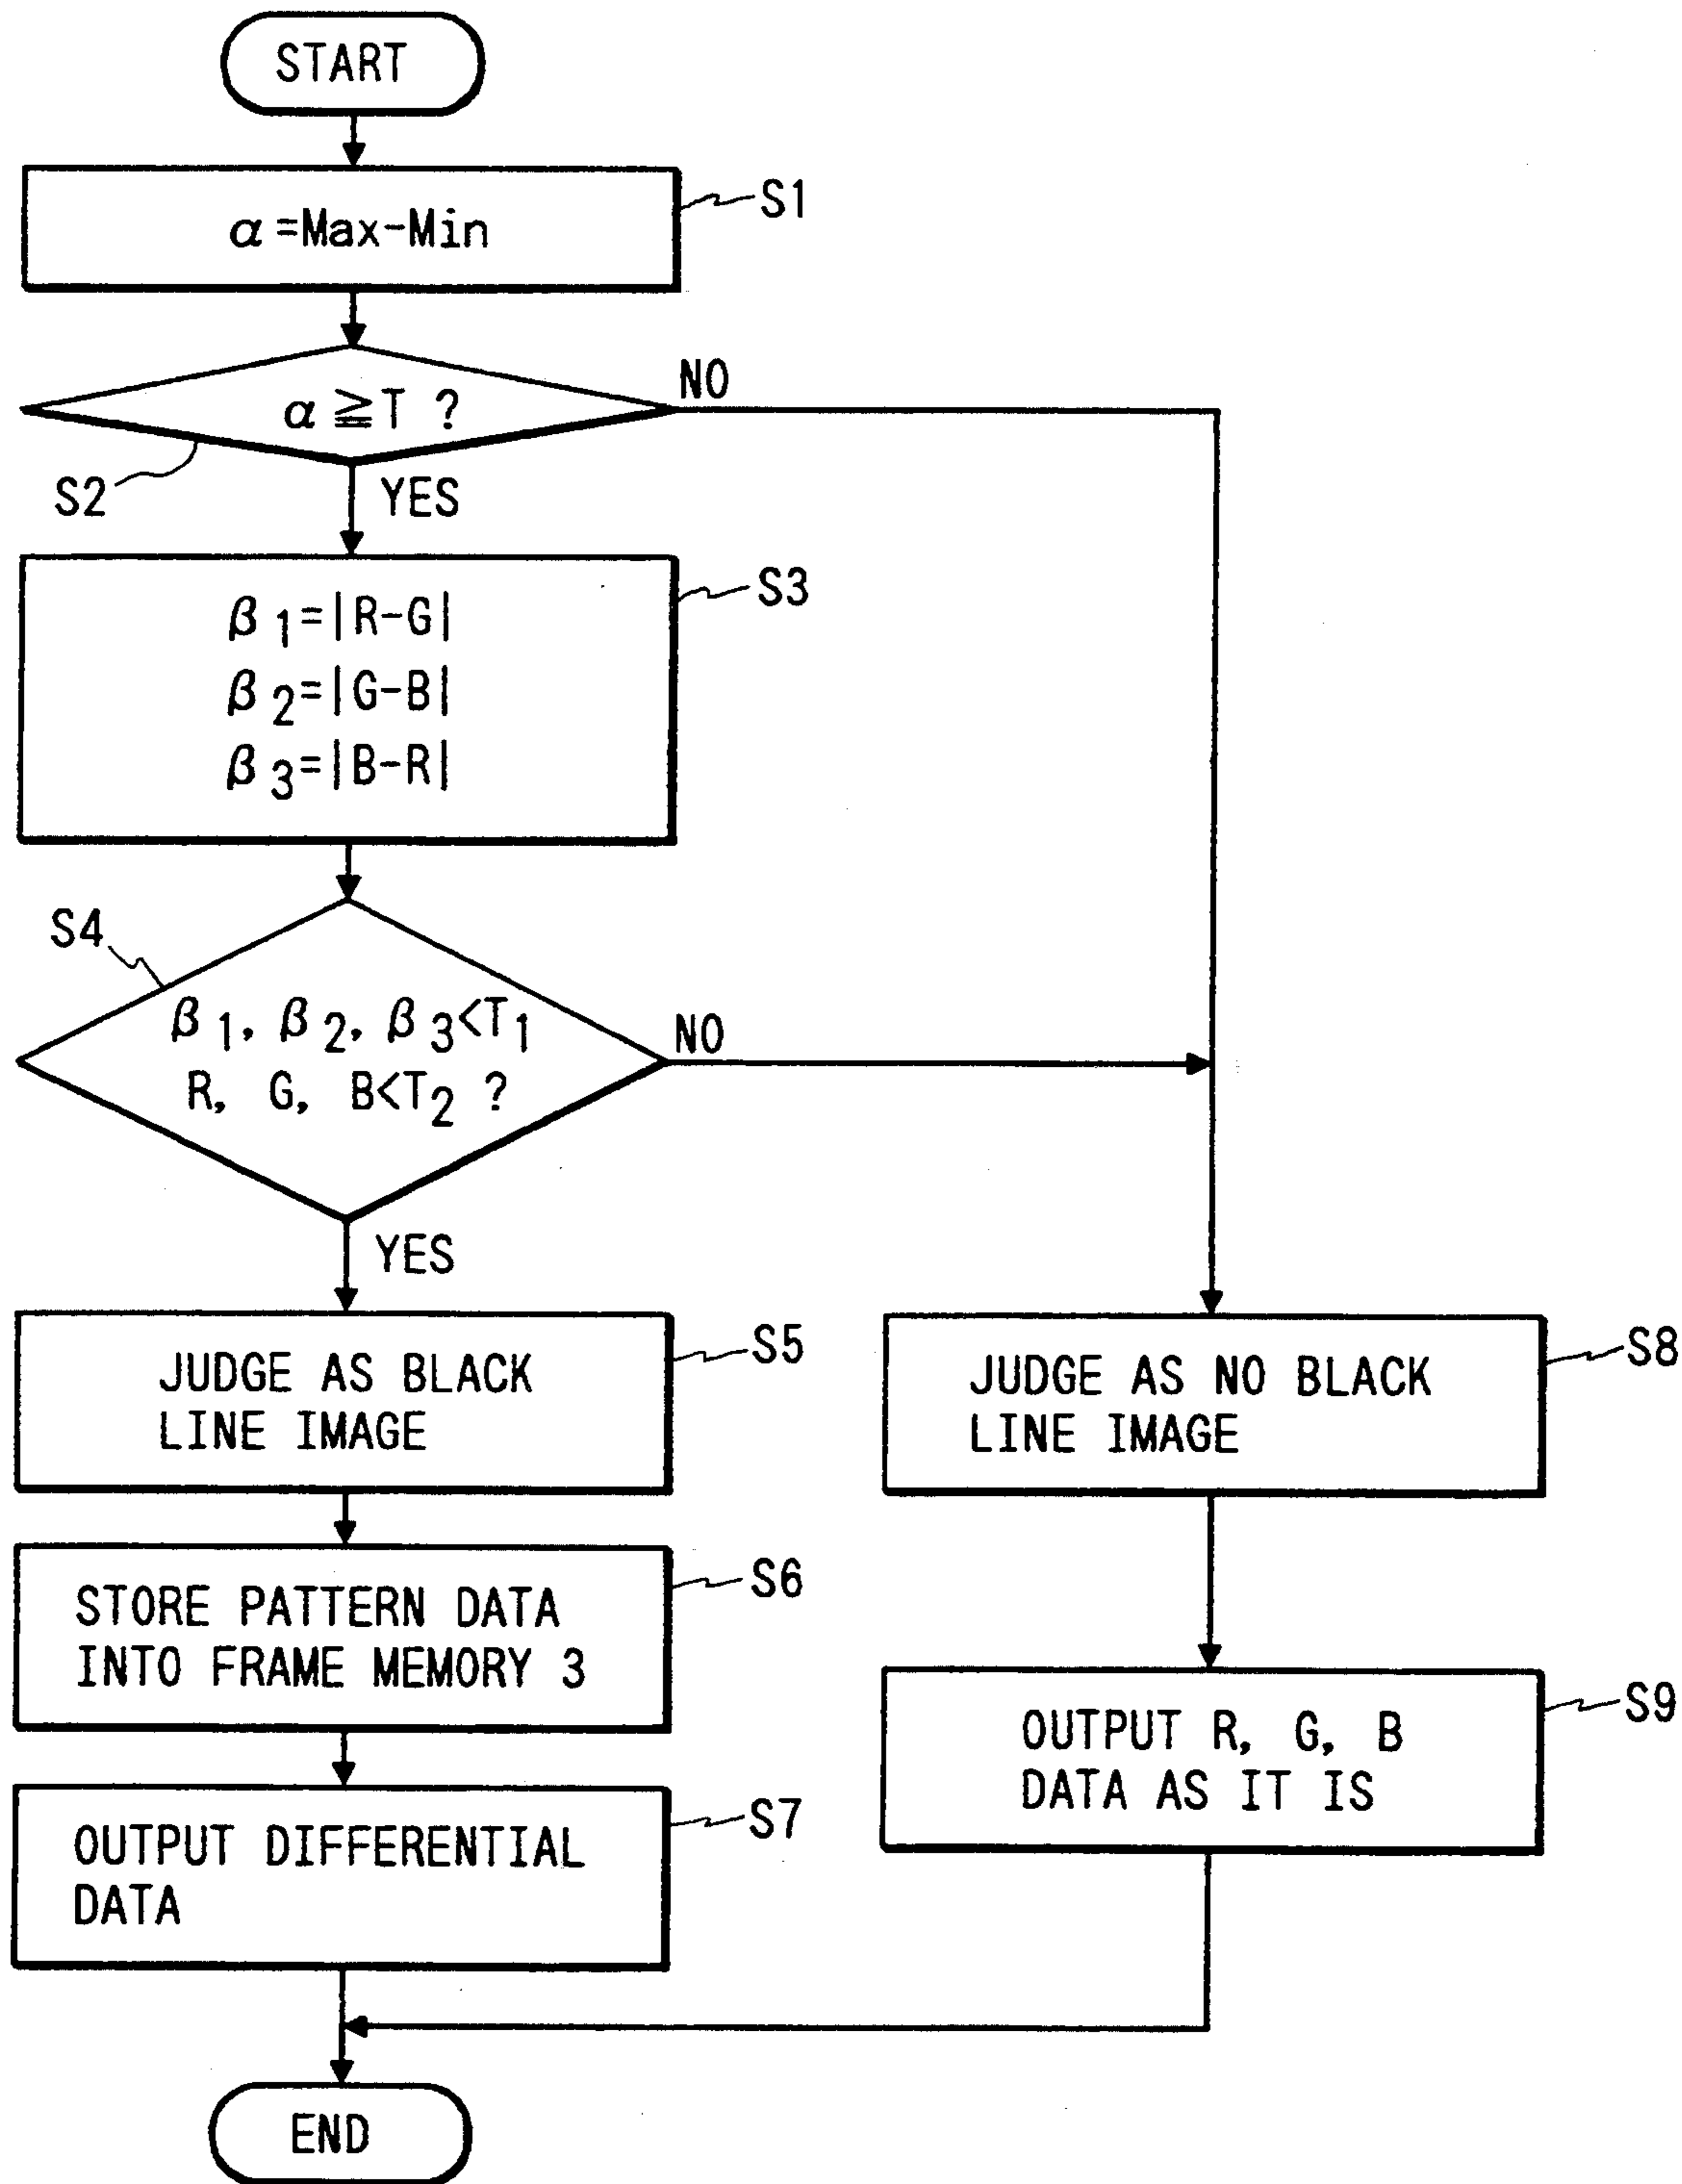 START
α=Max-Min
S1
α≧T ?
NO
S2
YES
β1=|R-G|
β2=|G-B|
β3=|B-R|
S3
S4
β1, β2, β3<T1
R, G, B<T2 ?
NO
YES
JUDGE AS BLACK
LINE IMAGE
S5
STORE PATTERN DATA
INTO FRAME MEMORY 3
S6
OUTPUT DIFFERENTIAL
DATA
S7
JUDGE AS NO BLACK
LINE IMAGE
S8
OUTPUT R, G, B
DATA AS IT IS
S9
END